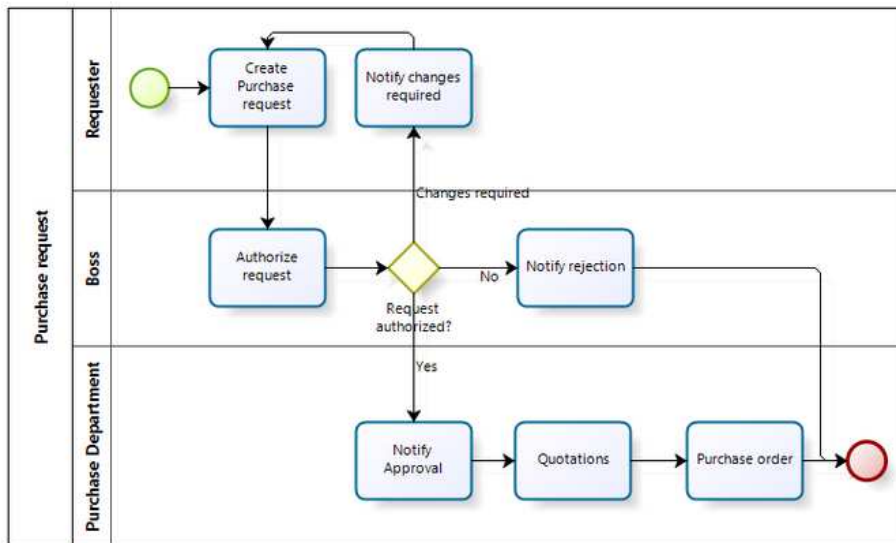 Purchase request
Requester
Create
Purchase
request
Notify changes
required
Changes required
Boss
Authorize
request
Request
authorized?
No
Notify rejection
Yes
Purchase Department
Notify
Approval
Quotations
Purchase order